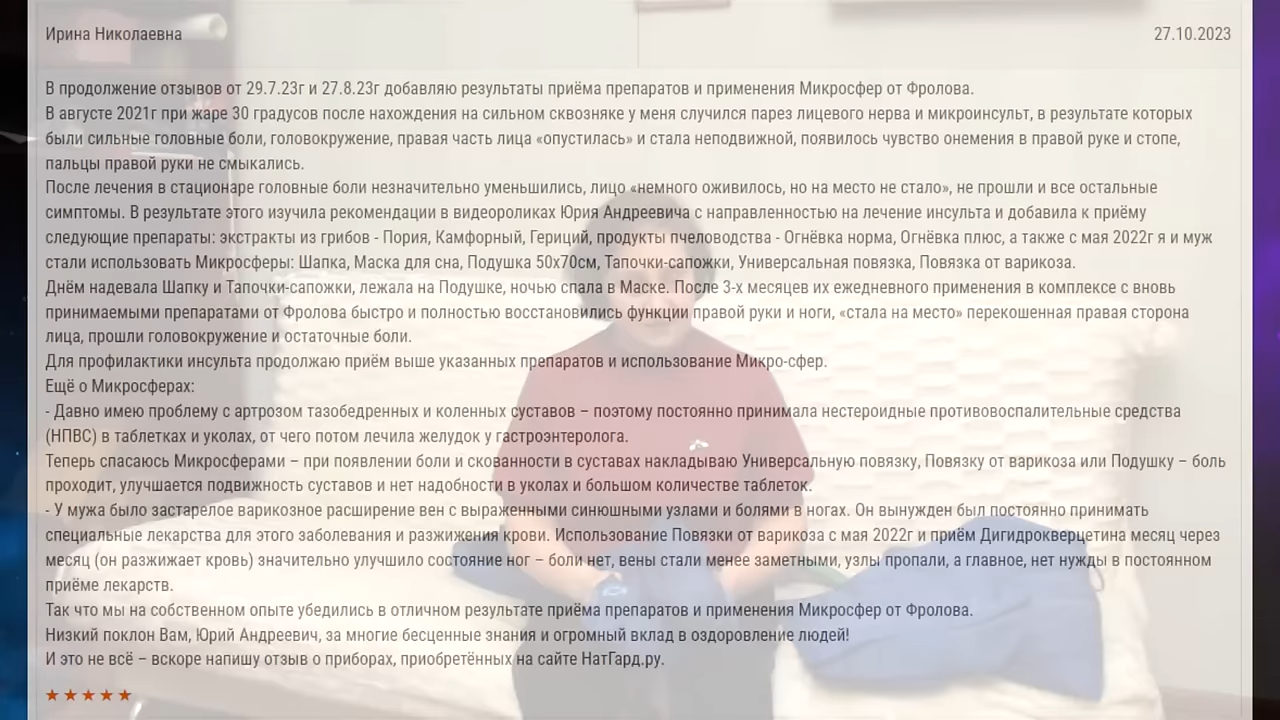 Ирина Николаевна
27.10.2023
В продолжение отзывов от 29.7.23г и 27.8.23г добавляю результаты приёма препаратов и применения Микросфер от Фролова.
В августе 2021г при жаре 30 градусов после нахождения на сильном сквозняке у меня случился парез лицевого нерва и микроинсульт, в результате которых
были сильные головные боли, головокружение, правая часть лица «опустилась» и стала неподвижной, появилось чувство онемения в правой руке и стопе,
пальцы правой руки не смыкались.
После лечения в стационаре головные боли незначительно уменьшились, лицо «немного оживилось, но на место не стало», не прошли и все остальные
симптомы. В результате этого изучила рекомендации в видеороликах Юрия Андреевича с направленностью на лечение инсульта и добавила к приёму
следующие препараты: экстракты из грибов - Пория, Камфорный, Гериций, продукты пчеловодства - Огнёвка норма, Огнёвка плюс, а также с мая 2022г я и муж
стали использовать Микросферы: Шапка, Маска для сна, Подушка 50х70см, Тапочки-сапожки, Универсальная повязка, Повязка от варикоза.
Днём надевала Шапку и Тапочки-сапожки, лежала на Подушке, ночью спала в Маске. После 3-х месяцев их ежедневного применения в комплексе с вновь
принимаемыми препаратами от Фролова быстро и полностью восстановились функции правой руки и ноги, «стала на место» перекошенная правая сторона
лица, прошли головокружение и остаточные боли.
Для профилактики инсульта продолжаю приём выше указанных препаратов и использование Микро-сфер.
Ещё о Микросферах:
- Давно имею проблему с артрозом тазобедренных и коленных суставов – поэтому постоянно принимала нестероидные противовоспалительные средства
(НПВС) в таблетках и уколах, от чего потом лечила желудок у гастроэнтеролога.
Теперь спасаюсь Микросферами – при появлении боли и скованности в суставах накладываю Универсальную повязку, Повязку от варикоза или Подушку – боль
проходит, улучшается подвижность суставов и нет надобности в уколах и большом количестве таблеток.
- У мужа было застарелое варикозное расширение вен с выраженными синюшными узлами и болями в ногах. Он вынужден был постоянно принимать
специальные лекарства для этого заболевания и разжижения крови. Использование Повязки от варикоза с мая 2022г и приём Дигидрокверцетина месяц через
месяц (он разжижает кровь) значительно улучшило состояние ног – боли нет, вены стали менее заметными, узлы пропали, а главное, нет нужды в постоянном
приёме лекарств.
Так что мы на собственном опыте убедились в отличном результате приёма препаратов и применения Микросфер от Фролова.
Низкий поклон Вам, Юрий Андреевич, за многие бесценные знания и огромный вклад в оздоровление людей!
И это не всё – вскоре напишу отзыв о приборах, приобретённых на сайте НатГард.ру.